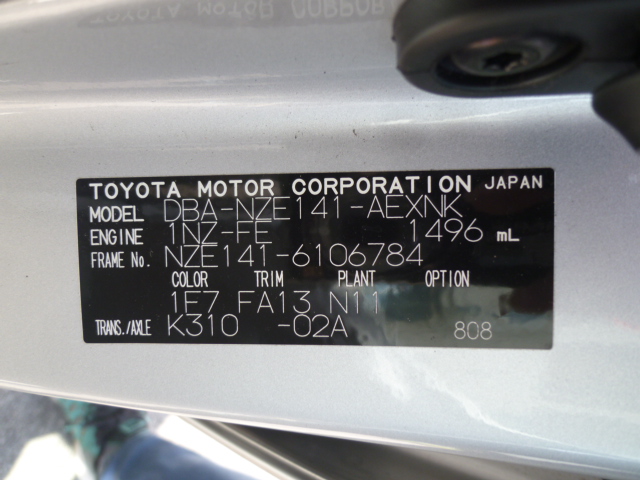 TOYOTA MOTOR CORPORATION JAPAN
MODEL DBA-NZE141-AEXNK
ENGINE 1NZ-FE 1496 mL
FRAME No. NZE141-6106784
COLOR TRIM PLANT OPTION
1E7 FA13 N11
TRANS./AXLE K310 -02A 808